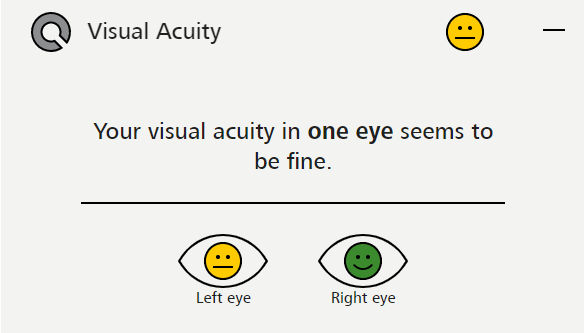 Visual Acuity
Your visual acuity in one eye seems to
be fine.
Left eye
Right eye